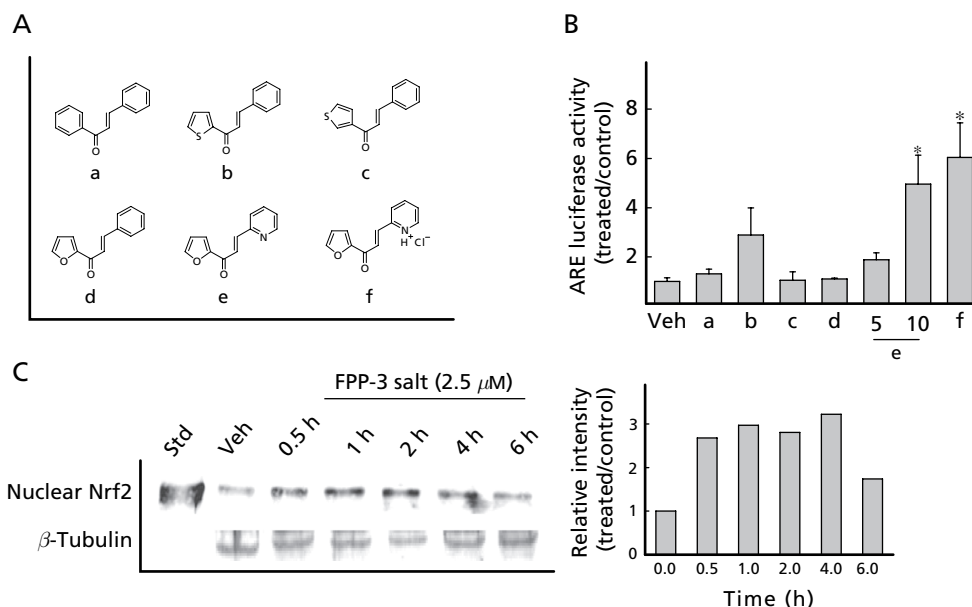 A
S
O
O
S
O
a
b
c
O
O
O
O
N
O
O
N
H+ Cl−
d
e
f
B
ARE luciferase activity
(treated/control)
8
6
4
2
*
*
Veh a b c d 5 10 f
e
C
FPP-3 salt (2.5 μM)
Std Veh 0.5 h 1 h 2 h 4 h 6 h
Nuclear Nrf2
β-Tubulin
Relative intensity
(treated/control)
3
2
1
0
0.0 0.5 1.0 2.0 4.0 6.0
Time (h)